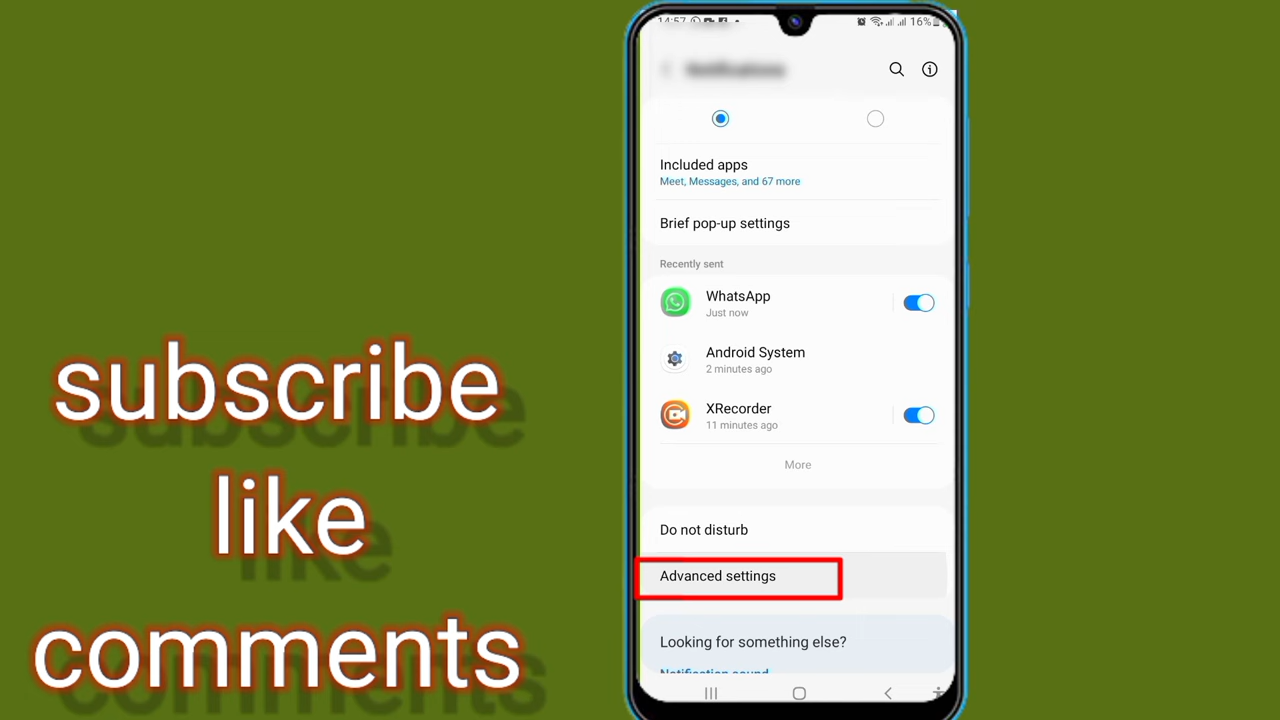 subscribe
like
comments
14:57
16%
Notifications
Included apps
Meet, Messages, and 67 more
Brief pop-up settings
Recently sent
WhatsApp
Just now
Android System
2 minutes ago
XRecorder
11 minutes ago
More
Do not disturb
Advanced settings
Looking for something else?
Notification sound